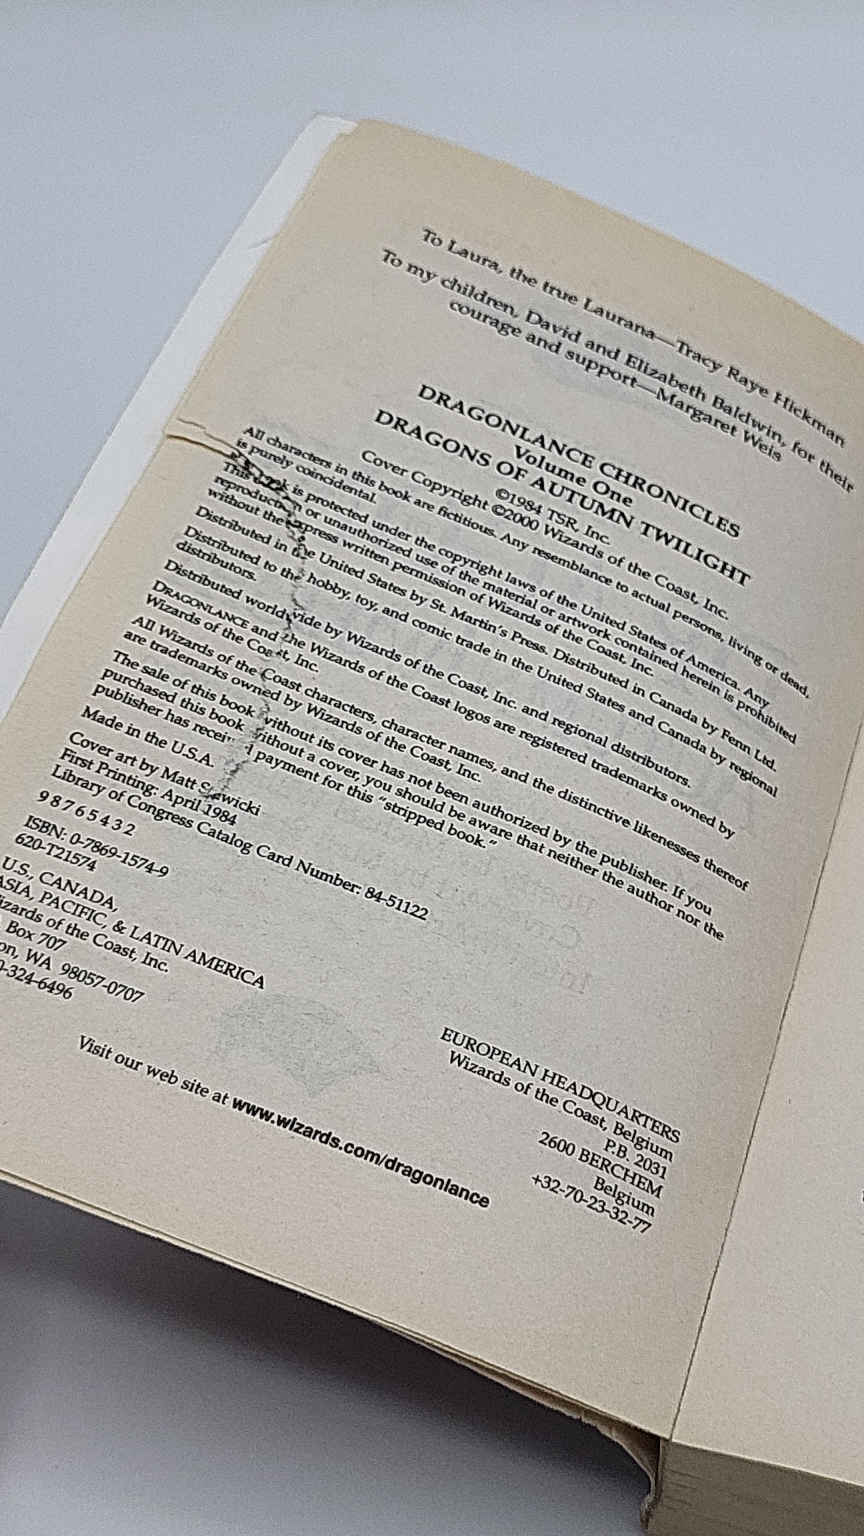 To Laura, the true Laurana—Tracy Raye Hickman
To my children, David and Elizabeth Baldwin, for their
courage and support—Margaret Weis
DRAGONLANCE CHRONICLES
Volume One
DRAGONS OF AUTUMN TWILIGHT
©1984 TSR, Inc.
Cover Copyright ©2000 Wizards of the Coast, Inc.
All characters in this book are fictitious. Any resemblance to actual persons, living or dead,
is purely coincidental.
This book is protected under the copyright laws of the United States of America. Any
reproduction or unauthorized use of the material or artwork contained herein is prohibited
without the express written permission of Wizards of the Coast, Inc.
Distributed in the United States by St. Martin's Press. Distributed in Canada by Fenn Ltd.
Distributed to the hobby, toy, and comic trade in the United States and Canada by regional
distributors.
Distributed worldwide by Wizards of the Coast, Inc. and regional distributors.
DRAGONLANCE and the Wizards of the Coast logos are registered trademarks owned by
Wizards of the Coast, Inc.
All Wizards of the Coast characters, character names, and the distinctive likenesses thereof
are trademarks owned by Wizards of the Coast, Inc.
The sale of this book without its cover has not been authorized by the publisher. If you
purchased this book without a cover, you should be aware that neither the author nor the
publisher has received payment for this "stripped book."
Made in the U.S.A.
Cover art by Matt Stawicki
First Printing: April 1984
Library of Congress Catalog Card Number: 84-51122
9 8 7 6 5 4 3 2
ISBN: 0-7869-1574-9
620-T21574
U.S., CANADA,
ASIA, PACIFIC, & LATIN AMERICA
Wizards of the Coast, Inc.
Box 707
on, WA 98057-0707
0-324-6496
EUROPEAN HEADQUARTERS
Wizards of the Coast, Belgium
P.B. 2031
2600 BERCHEM
Belgium
+32-70-23-32-77
Visit our web site at www.wizards.com/dragonlance